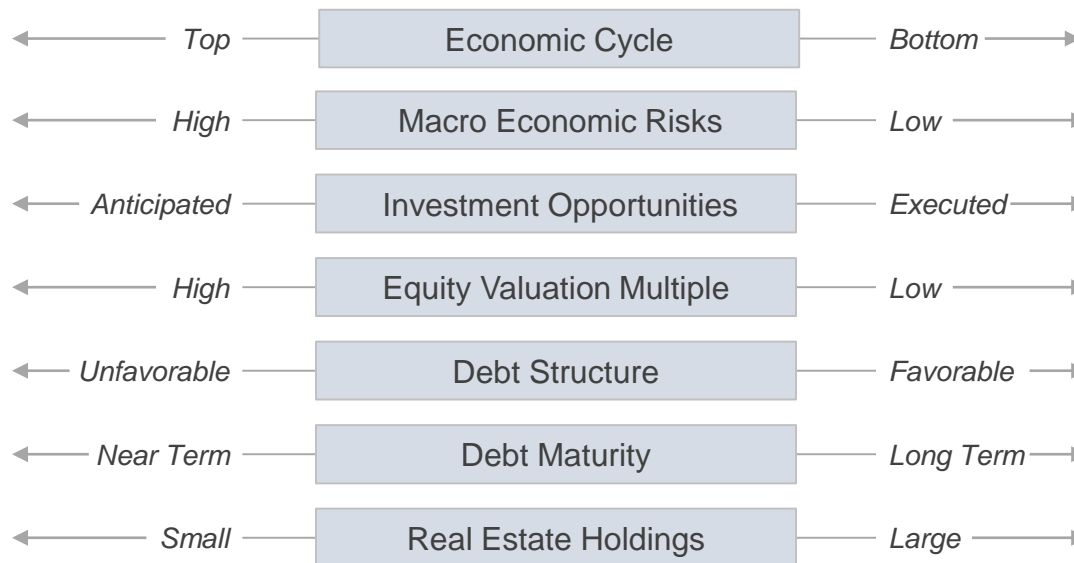 Top Economic Cycle Bottom
High Macro Economic Risks Low
Anticipated Investment Opportunities Executed
High Equity Valuation Multiple Low
Unfavorable Debt Structure Favorable
Near Term Debt Maturity Long Term
Small Real Estate Holdings Large